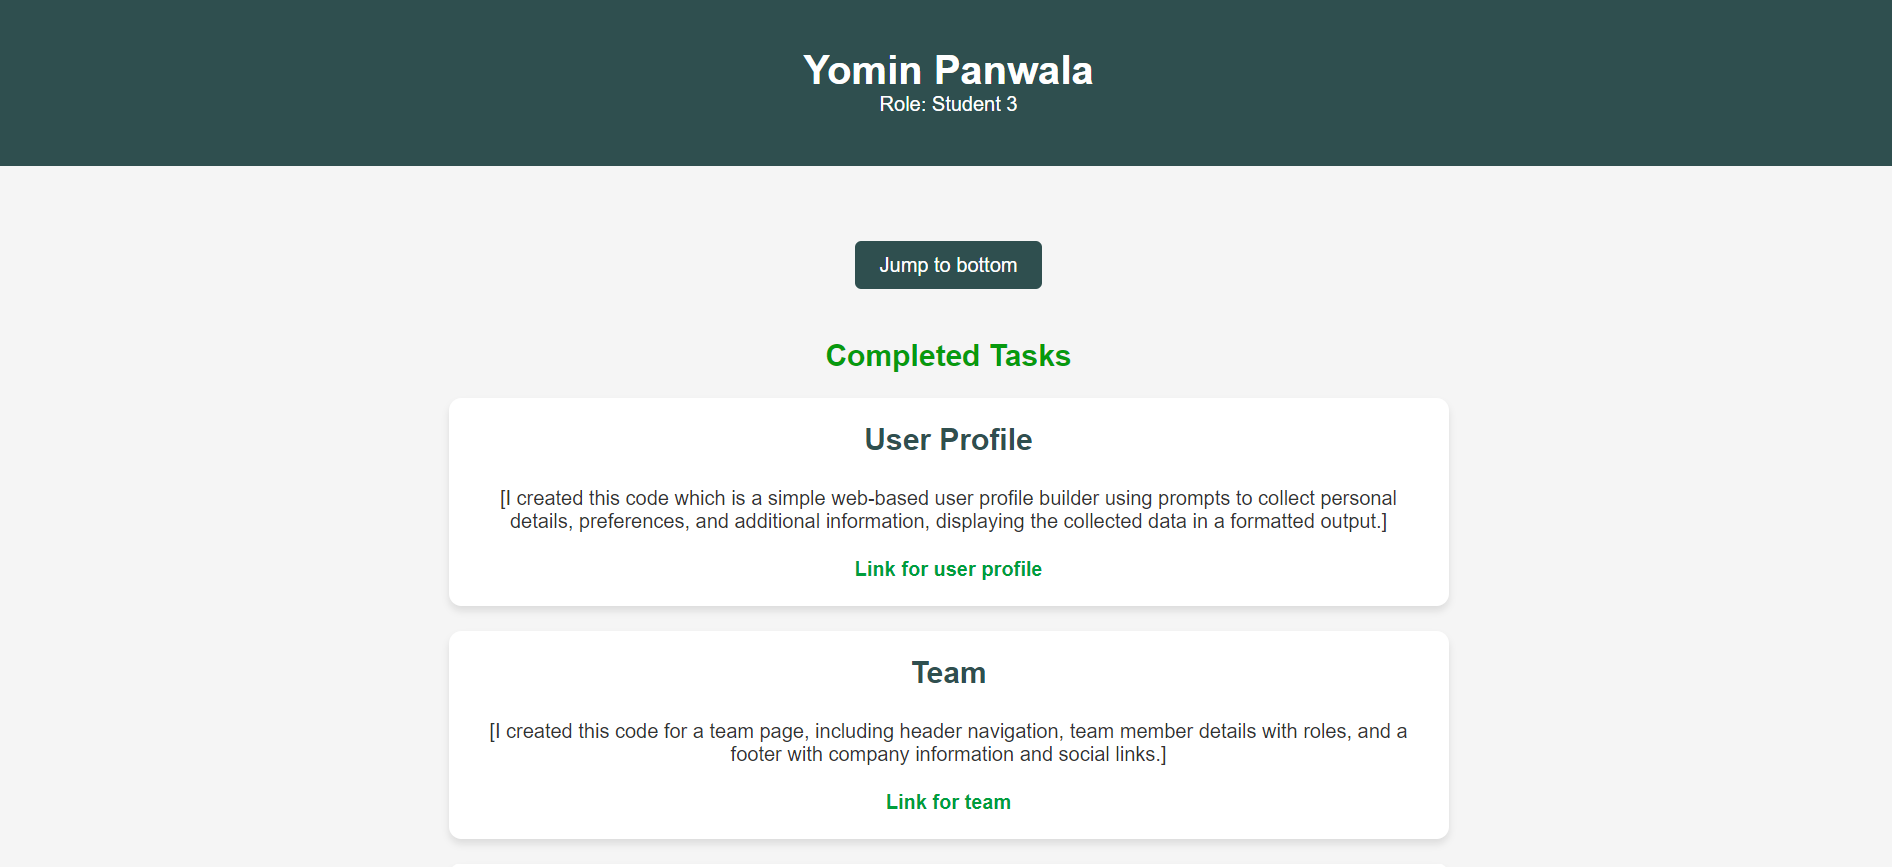 Yomin Panwala
Role: Student 3
Jump to bottom
Completed Tasks
User Profile
[I created this code which is a simple web-based user profile builder using prompts to collect personal
details, preferences, and additional information, displaying the collected data in a formatted output.]
Link for user profile
Team
[I created this code for a team page, including header navigation, team member details with roles, and a
footer with company information and social links.]
Link for team